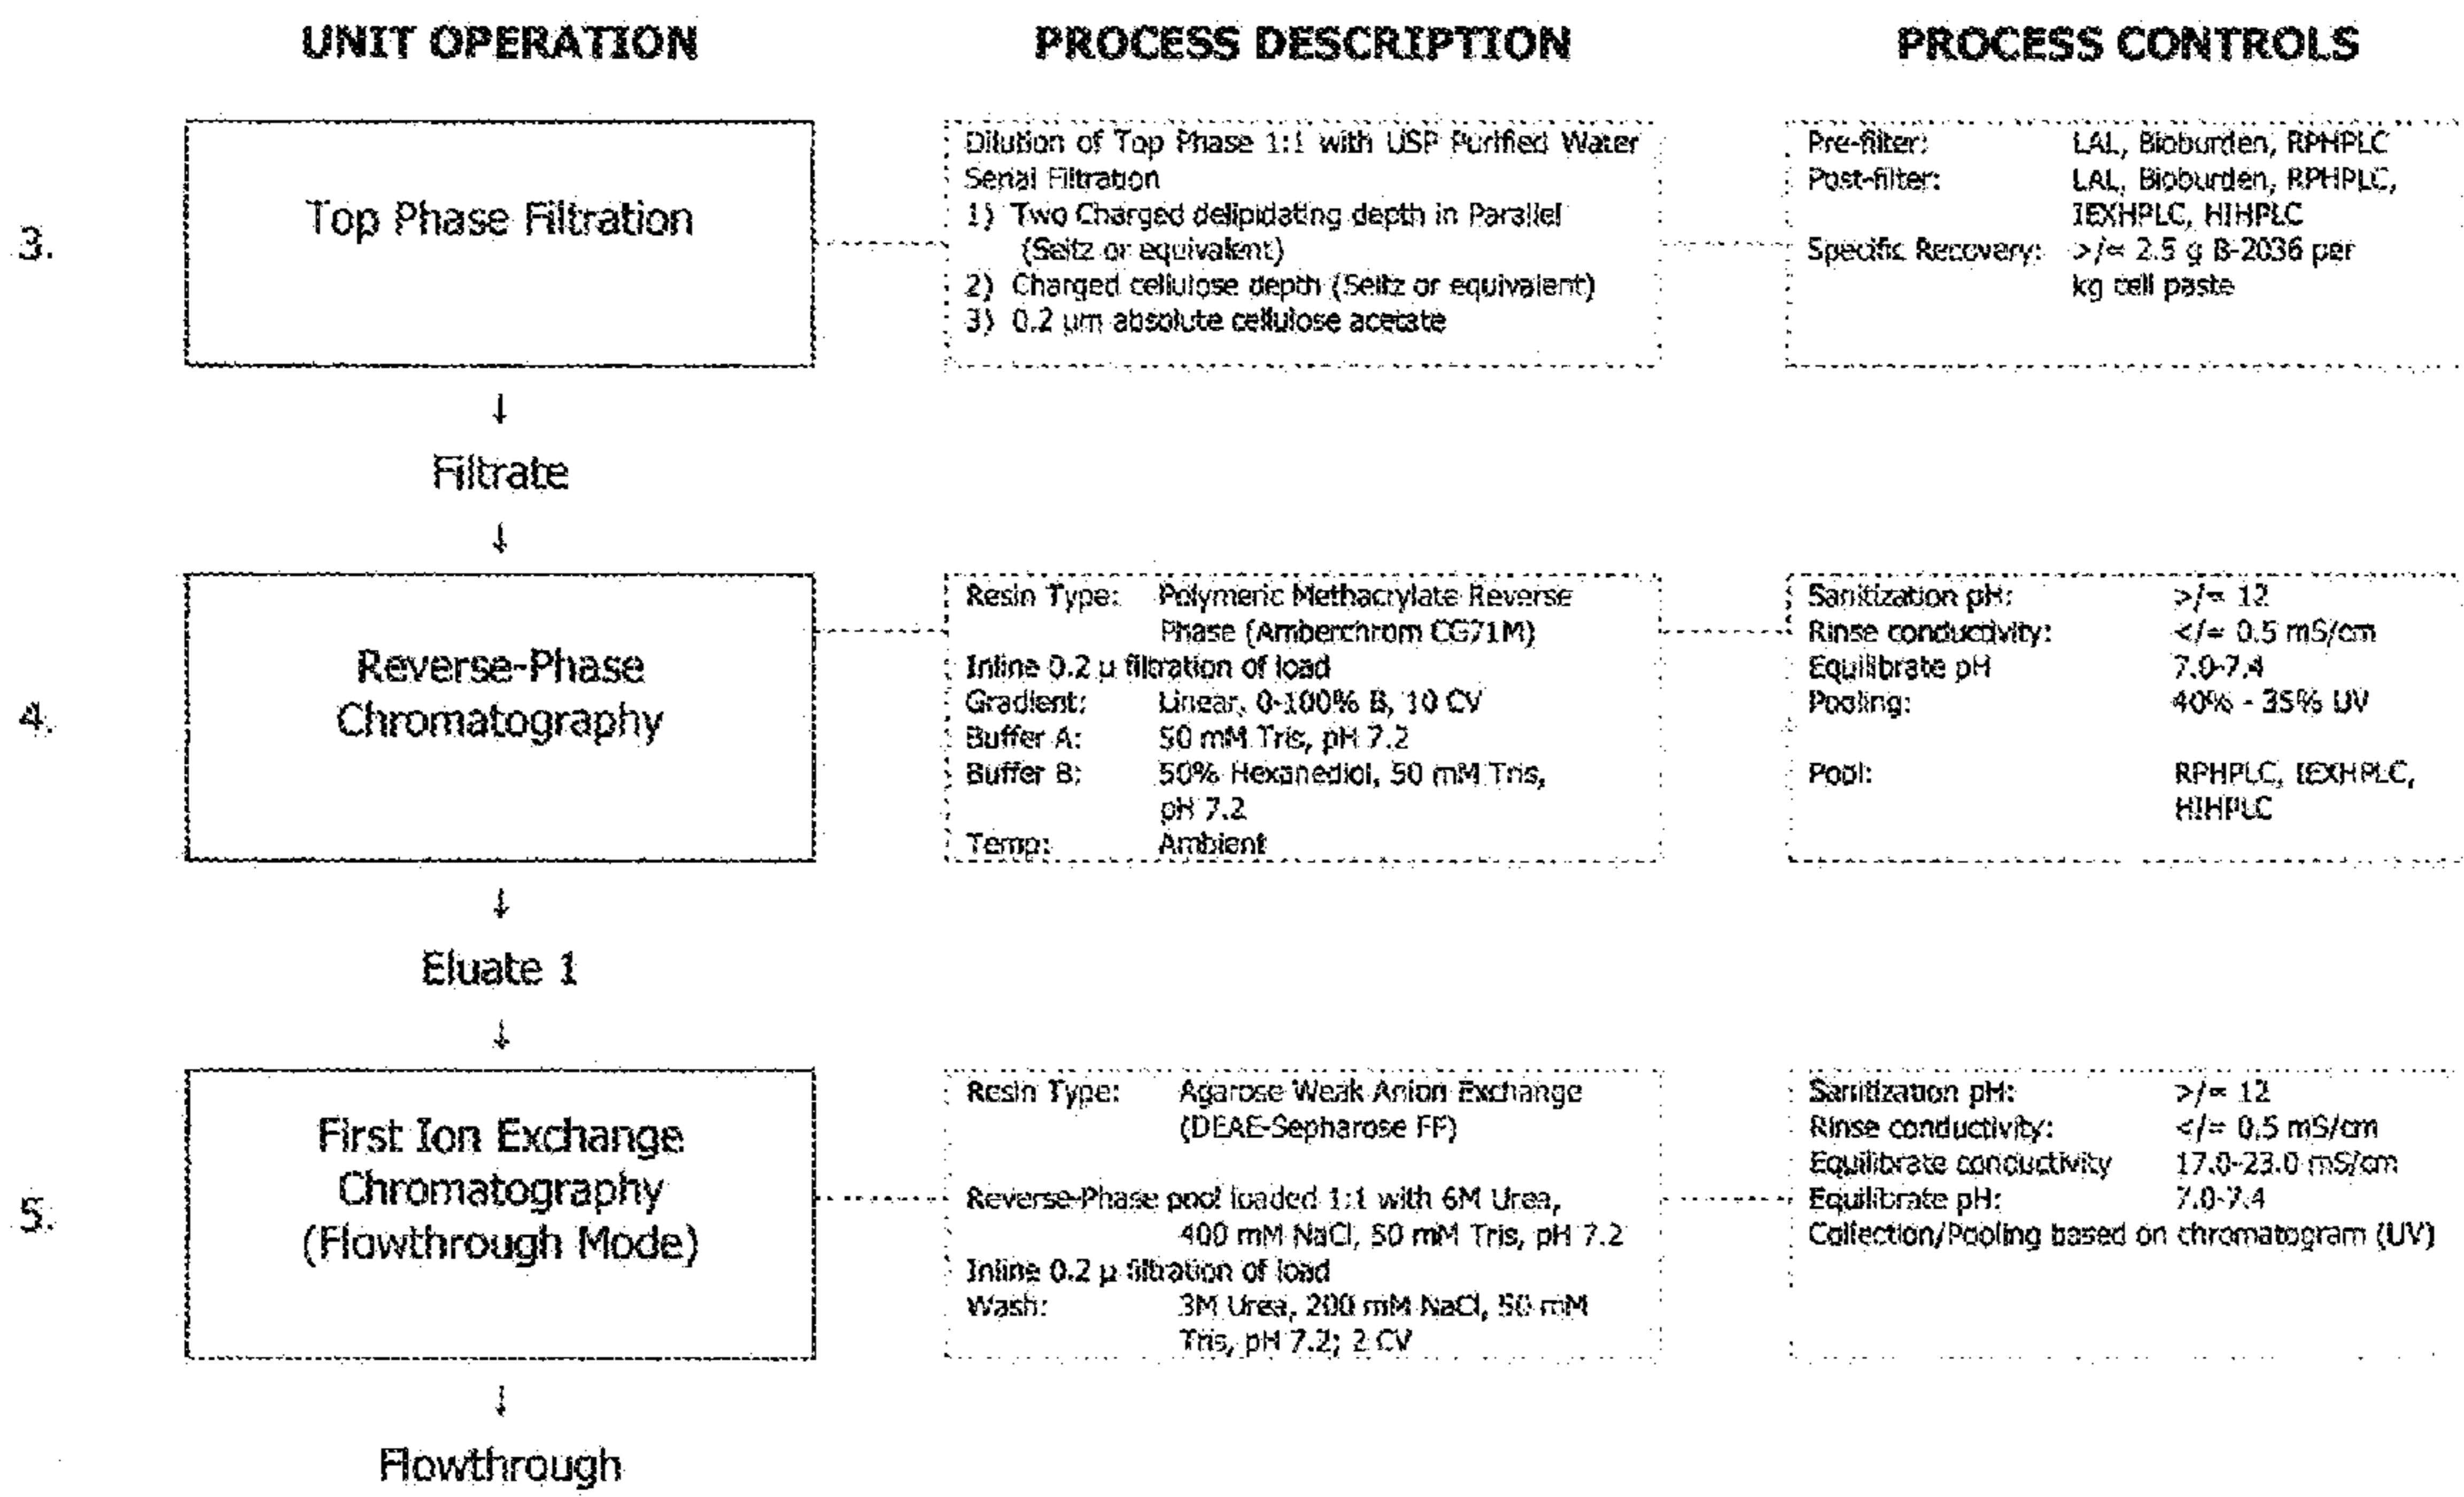 UNIT OPERATION PROCESS DESCRIPTION PROCESS CONTROLS
3.
Top Phase Filtration
Dilution of Top Phase 1:1 with USP Purified Water
Serial Filtration
1) Two Charged delipidating depth in Parallel
(Seitz or equivalent)
2) Charged cellulose depth (Seitz or equivalent)
3) 0.2 µm absolute cellulose acetate
Pre-filter: LAL, Bioburden, RPHPLC
Post-filter: LAL, Bioburden, RPHPLC,
IEXHPLC, HIHPLC
Specific Recovery: >/= 2.5 g B-2036 per
kg cell paste
↓
Filtrate
↓
4.
Reverse-Phase
Chromatography
Resin Type: Polymeric Methacrylate Reverse
Phase (Amberchrom CG71M)
Inline 0.2 µ filtration of load
Gradient: Linear, 0-100% B, 10 CV
Buffer A: 50 mM Tris, pH 7.2
Buffer B: 50% Hexanediol, 50 mM Tris,
pH 7.2
Temp: Ambient
Sanitization pH: >/= 12
Rinse conductivity: </= 0.5 mS/cm
Equilibrate pH 7.0-7.4
Pooling: 40% - 35% UV
Pool: RPHPLC, IEXHPLC,
HIHPLC
↓
Eluate 1
↓
5.
First Ion Exchange
Chromatography
(Flowthrough Mode)
Resin Type: Agarose Weak Anion Exchange
(DEAE-Sepharose FF)
Reverse-Phase pool loaded 1:1 with 6M Urea,
400 mM NaCl, 50 mM Tris, pH 7.2
Inline 0.2 µ filtration of load
Wash: 3M Urea, 200 mM NaCl, 50 mM
Tris, pH 7.2; 2 CV
Sanitization pH: >/= 12
Rinse conductivity: </= 0.5 mS/cm
Equilibrate conductivity 17.0-23.0 mS/cm
Equilibrate pH: 7.0-7.4
Collection/Pooling based on chromatogram (UV)
↓
Flowthrough